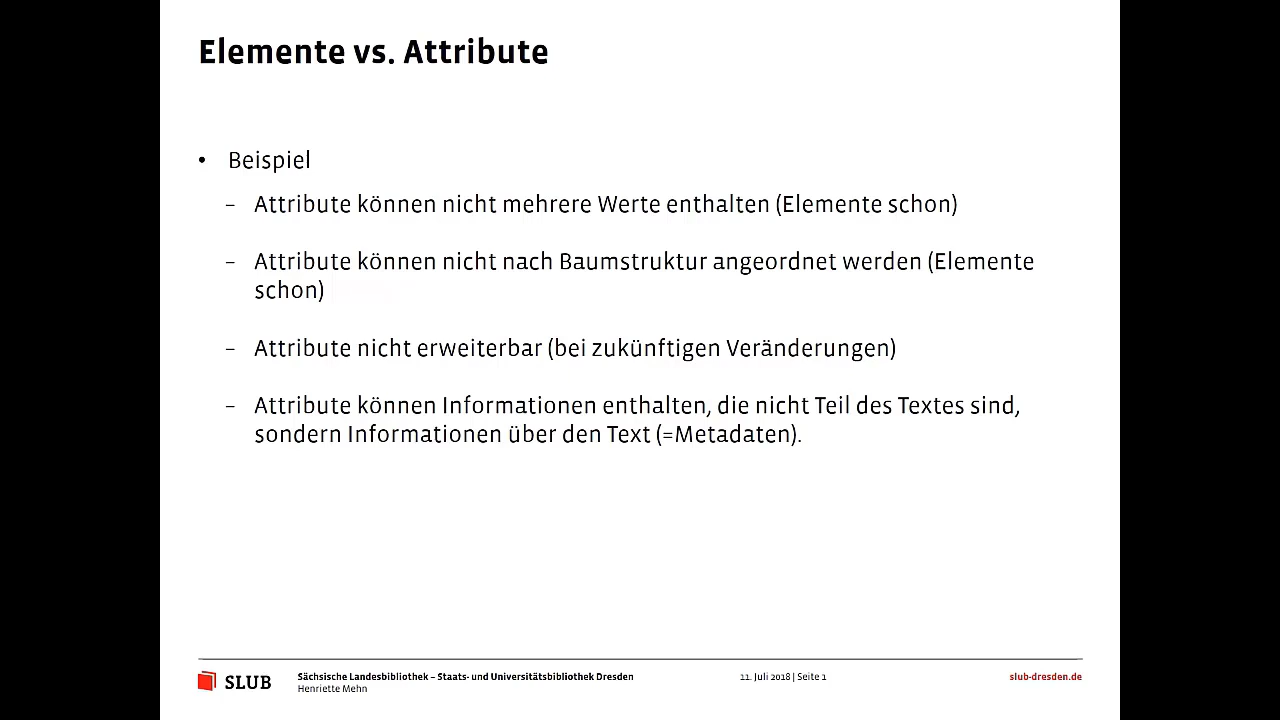 Elemente vs. Attribute
• Beispiel
– Attribute können nicht mehrere Werte enthalten (Elemente schon)
– Attribute können nicht nach Baumstruktur angeordnet werden (Elemente
schon)
– Attribute nicht erweiterbar (bei zukünftigen Veränderungen)
– Attribute können Informationen enthalten, die nicht Teil des Textes sind,
sondern Informationen über den Text (=Metadaten).
SLUB
Sächsische Landesbibliothek – Staats- und Universitätsbibliothek Dresden
Henriette Mehn
11. Juli 2018 | Seite 1
slub-dresden.de